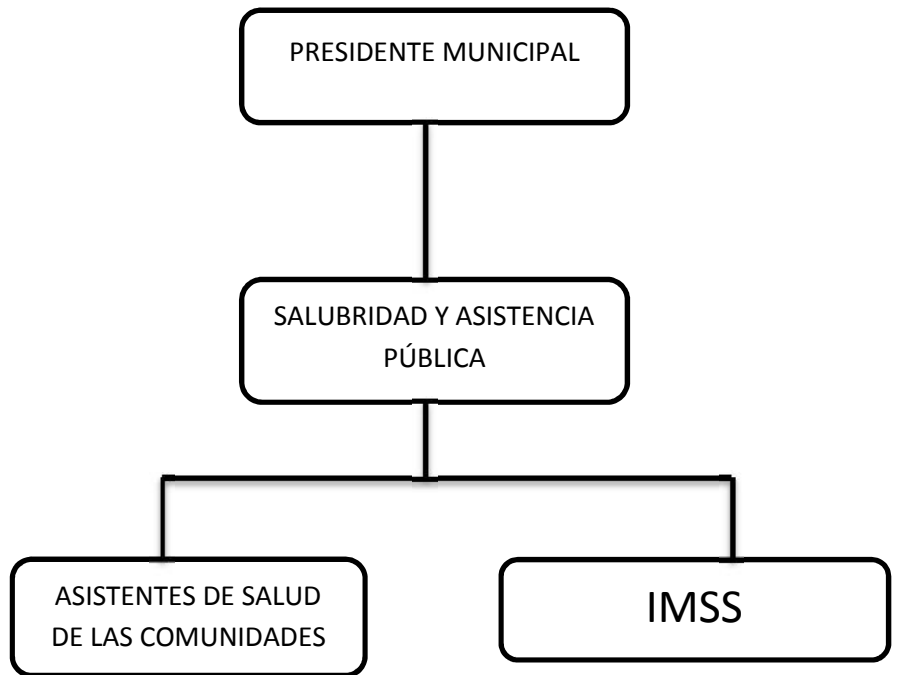 PRESIDENTE MUNICIPAL
SALUBRIDAD Y ASISTENCIA
PÚBLICA
ASISTENTES DE SALUD
DE LAS COMUNIDADES
IMSS